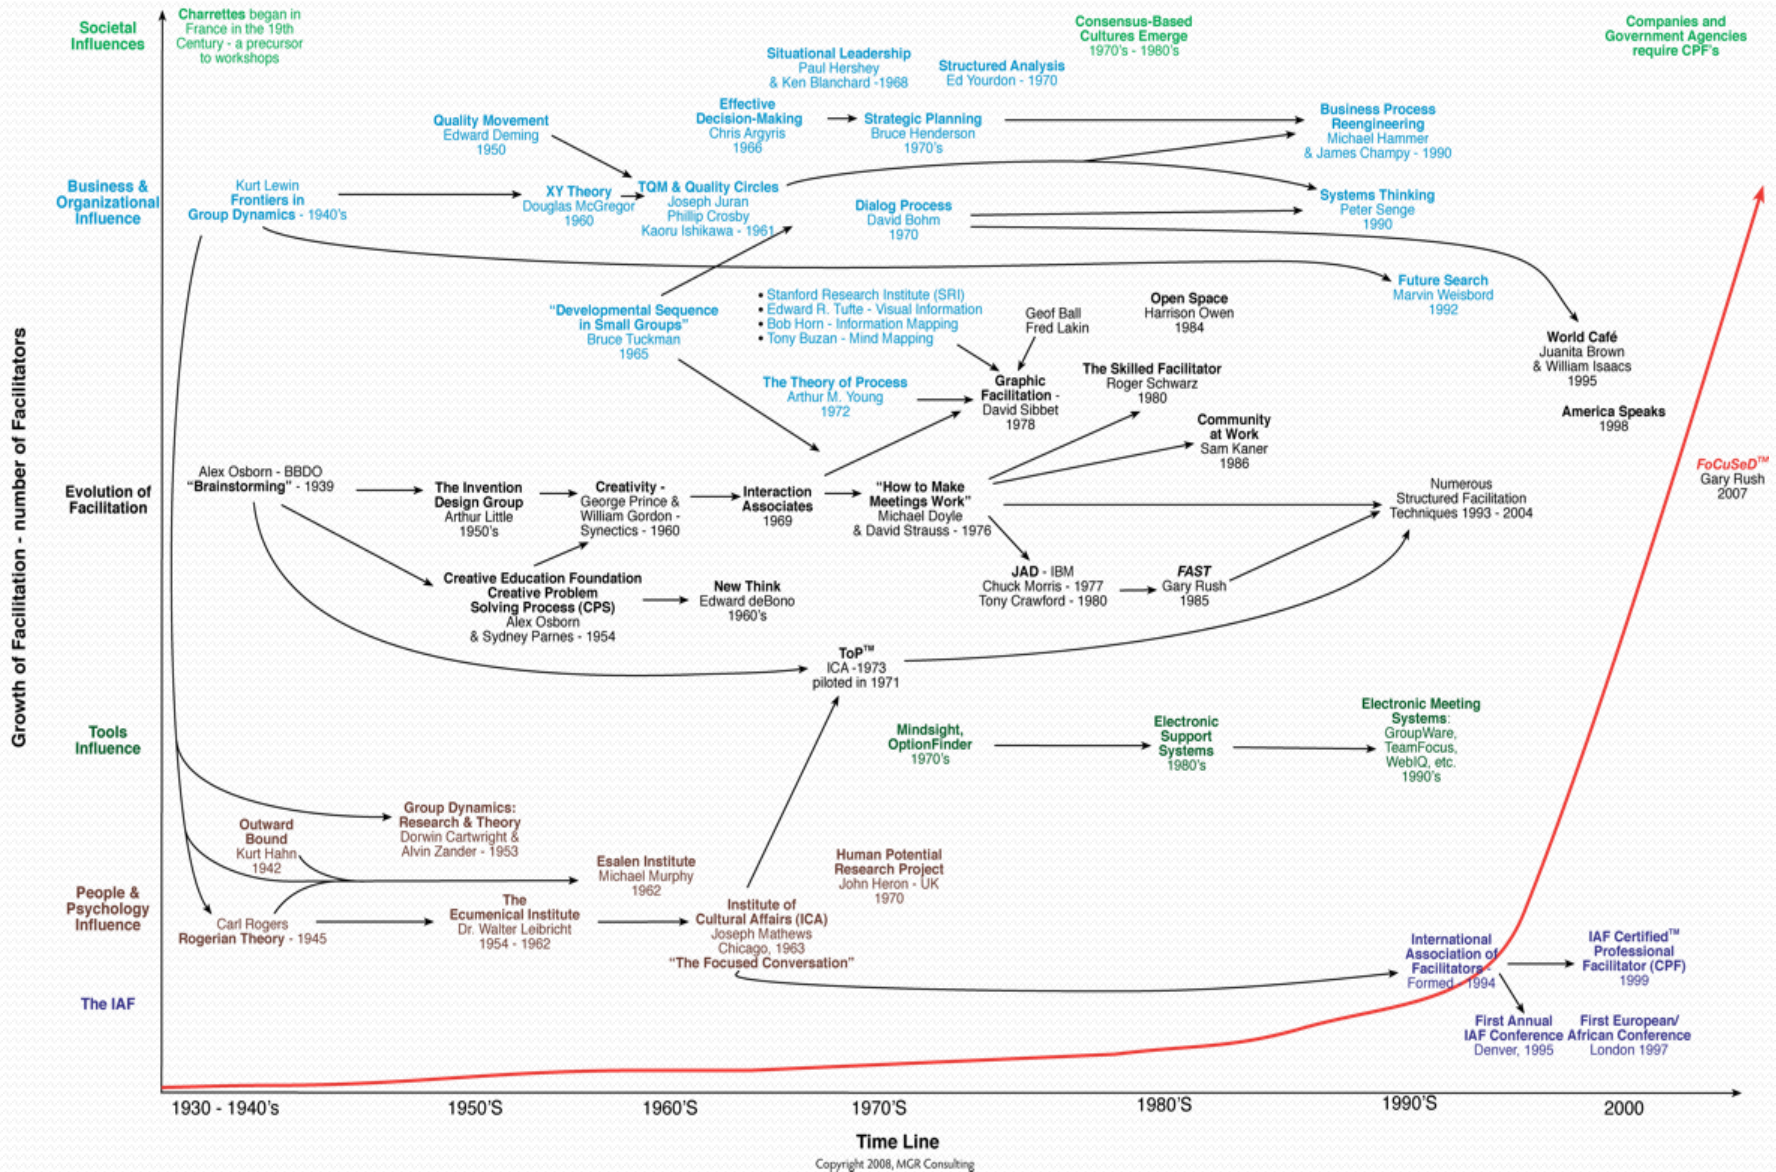 Societal
Influences
Charrettes began in
France in the 19th
Century - a precursor
to workshops
Consensus-Based
Cultures Emerge
1970's - 1980's
Companies and
Government Agencies
require CPF's
Situational Leadership
Paul Hershey
& Ken Blanchard -1968
Structured Analysis
Ed Yourdon - 1970
Quality Movement
Edward Deming
1950
Effective
Decision-Making
Chris Argyris
1966
Strategic Planning
Bruce Henderson
1970's
Business Process
Reengineering
Michael Hammer
& James Champy - 1990
Business &
Organizational
Influence
Kurt Lewin
Frontiers in
Group Dynamics - 1940's
XY Theory
Douglas McGregor
1960
TQM & Quality Circles
Joseph Juran
Phillip Crosby
Kaoru Ishikawa - 1961
Dialog Process
David Bohm
1970
Systems Thinking
Peter Senge
1990
Future Search
Marvin Weisbord
1992
"Developmental Sequence
in Small Groups"
Bruce Tuckman
1965
• Stanford Research Institute (SRI)
• Edward R. Tufte - Visual Information
• Bob Horn - Information Mapping
• Tony Buzan - Mind Mapping
Geof Ball
Fred Lakin
Open Space
Harrison Owen
1984
World Café
Juanita Brown
& William Isaacs
1995
The Theory of Process
Arthur M. Young
1972
Graphic
Facilitation -
David Sibbet
1978
The Skilled Facilitator
Roger Schwarz
1980
Community
at Work
Sam Kaner
1986
America Speaks
1998
FoCuSeD™
Gary Rush
2007
Growth of Facilitation - number of Facilitators
Evolution of
Facilitation
Alex Osborn - BBDO
"Brainstorming" - 1939
The Invention
Design Group
Arthur Little
1950's
Creativity -
George Prince &
William Gordon -
Synectics - 1960
Interaction
Associates
1969
"How to Make
Meetings Work"
Michael Doyle
& David Strauss - 1976
Numerous
Structured Facilitation
Techniques 1993 - 2004
Creative Education Foundation
Creative Problem
Solving Process (CPS)
Alex Osborn
& Sydney Parnes - 1954
New Think
Edward deBono
1960's
JAD - IBM
Chuck Morris - 1977
Tony Crawford - 1980
FAST
Gary Rush
1985
ToP™
ICA -1973
piloted in 1971
Tools
Influence
Mindsight,
OptionFinder
1970's
Electronic
Support
Systems
1980's
Electronic Meeting
Systems:
GroupWare,
TeamFocus,
WebIQ, etc.
1990's
Group Dynamics:
Research & Theory
Dorwin Cartwright &
Alvin Zander - 1953
Outward
Bound
Kurt Hahn
1942
Esalen Institute
Michael Murphy
1962
Human Potential
Research Project
John Heron - UK
1970
People &
Psychology
Influence
Carl Rogers
Rogerian Theory - 1945
The
Ecumenical Institute
Dr. Walter Leibricht
1954 - 1962
Institute of
Cultural Affairs (ICA)
Joseph Mathews
Chicago, 1963
"The Focused Conversation"
International
Association of
Facilitators -
Formed, 1994
IAF Certified™
Professional
Facilitator (CPF)
1999
The IAF
First Annual
IAF Conference
Denver, 1995
First European/
African Conference
London 1997
1930 - 1940's
1950'S
1960'S
1970'S
1980'S
1990'S
2000
Time Line
Copyright 2008, MGR Consulting